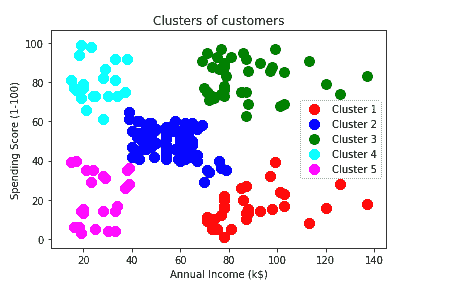 Clusters of customers
100
80
60
40
20
0
Spending Score (1-100)
Cluster 1
Cluster 2
Cluster 3
Cluster 4
Cluster 5
20
40
60
80
100
120
140
Annual Income (k$)